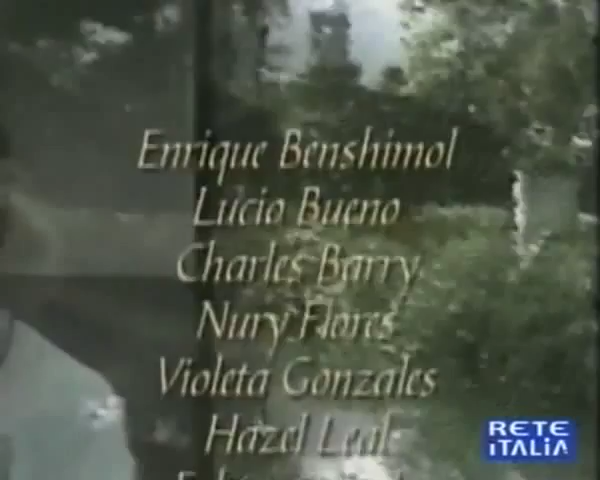 Enrique Benshimol
Lucio Bueno
Charles Barry
Nury Flores
Violeta Gonzales
Hazel Leal
RETE
iTALiA